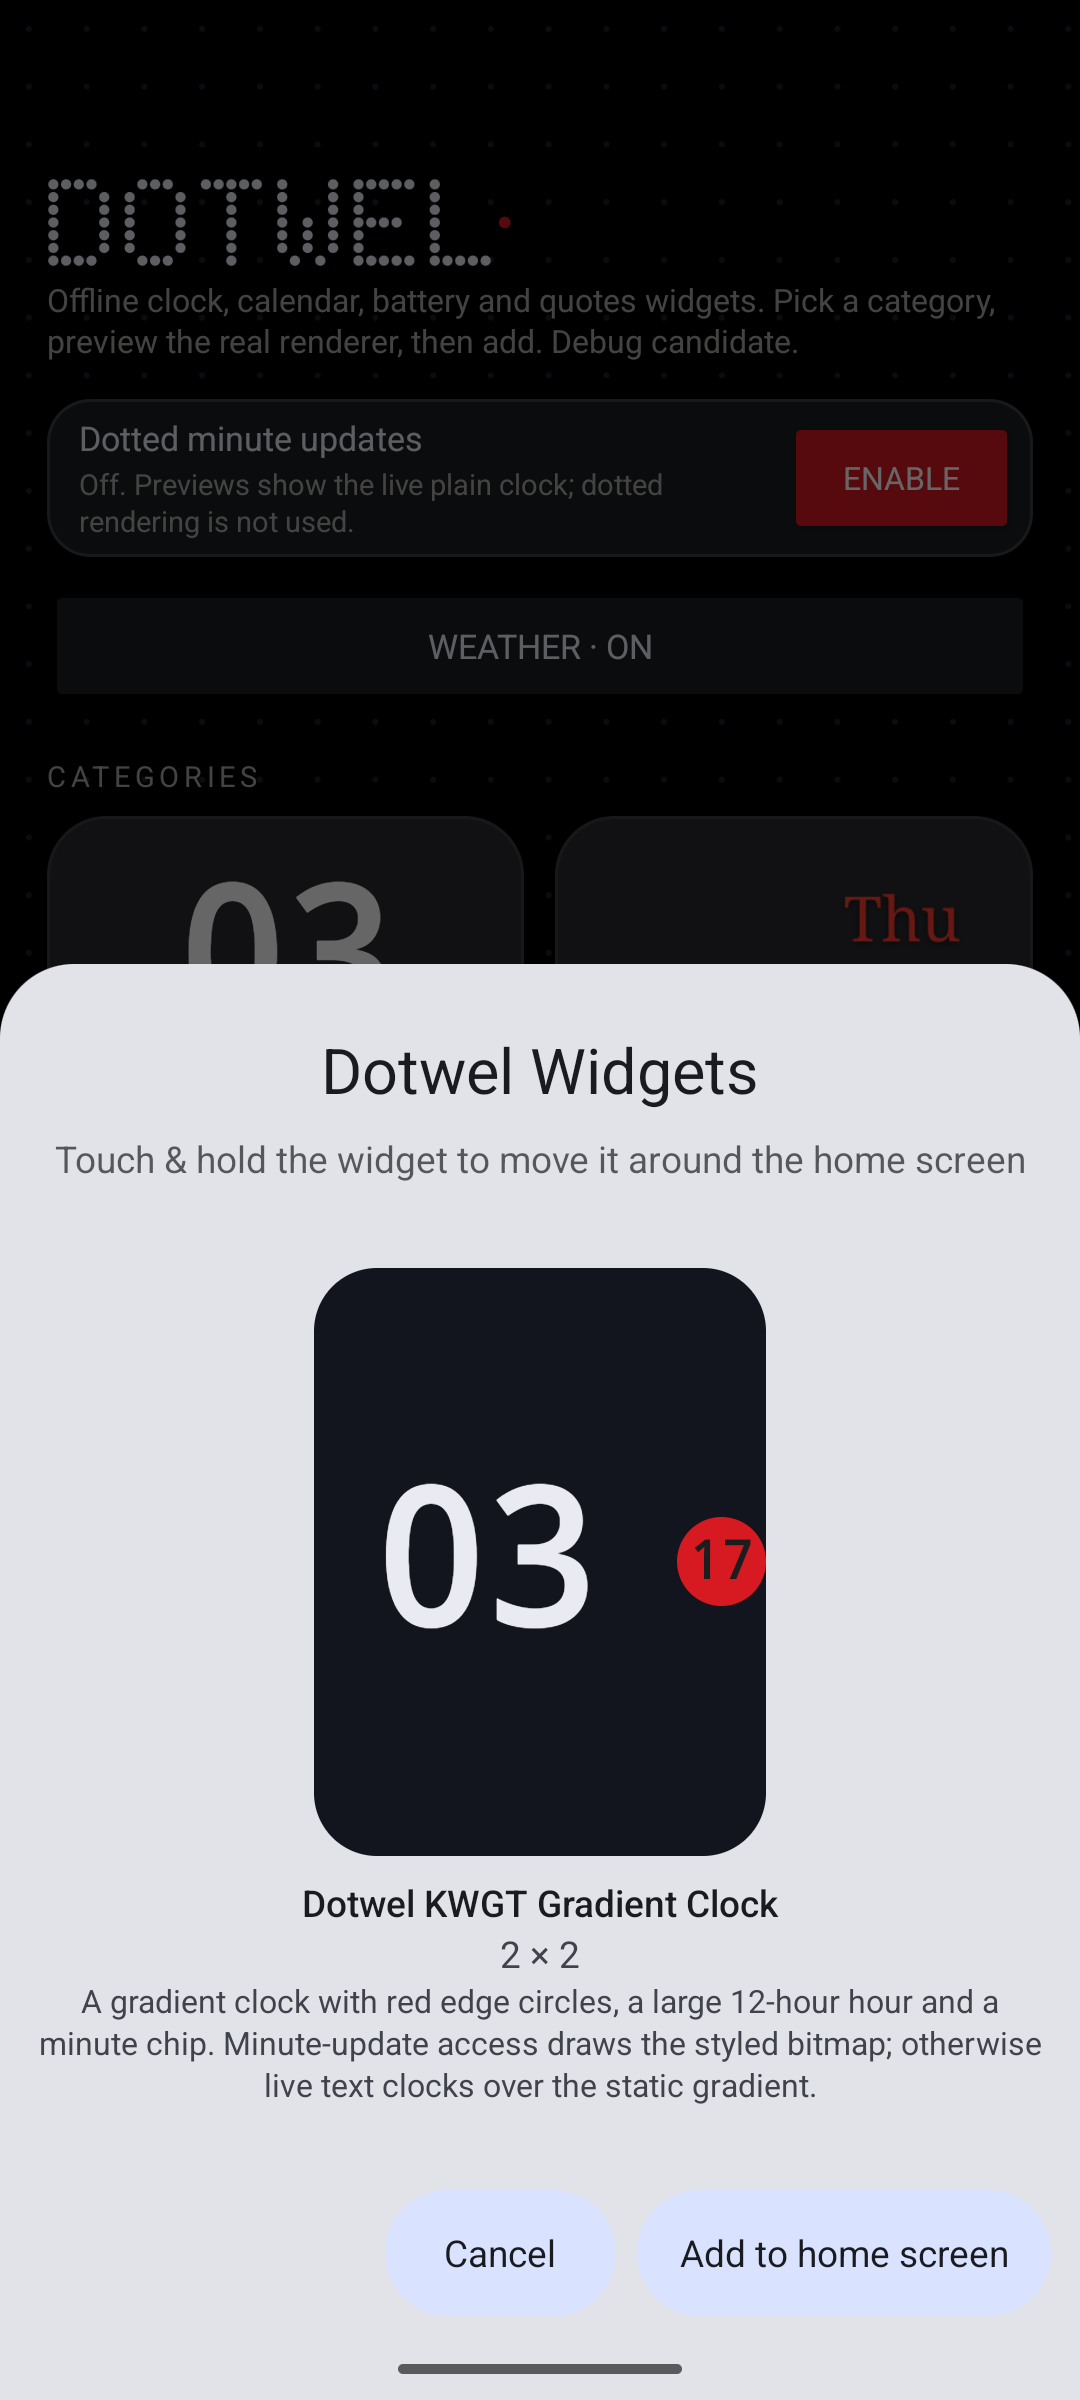 DOTWEL
Offline clock, calendar, battery and quotes widgets. Pick a category,
preview the real renderer, then add. Debug candidate.
Dotted minute updates
Off. Previews show the live plain clock; dotted
rendering is not used.
ENABLE
WEATHER · ON
CATEGORIES
03
Thu
Dotwel Widgets
Touch & hold the widget to move it around the home screen
03
17
Dotwel KWGT Gradient Clock
2 × 2
A gradient clock with red edge circles, a large 12-hour hour and a
minute chip. Minute-update access draws the styled bitmap; otherwise
live text clocks over the static gradient.
Cancel
Add to home screen